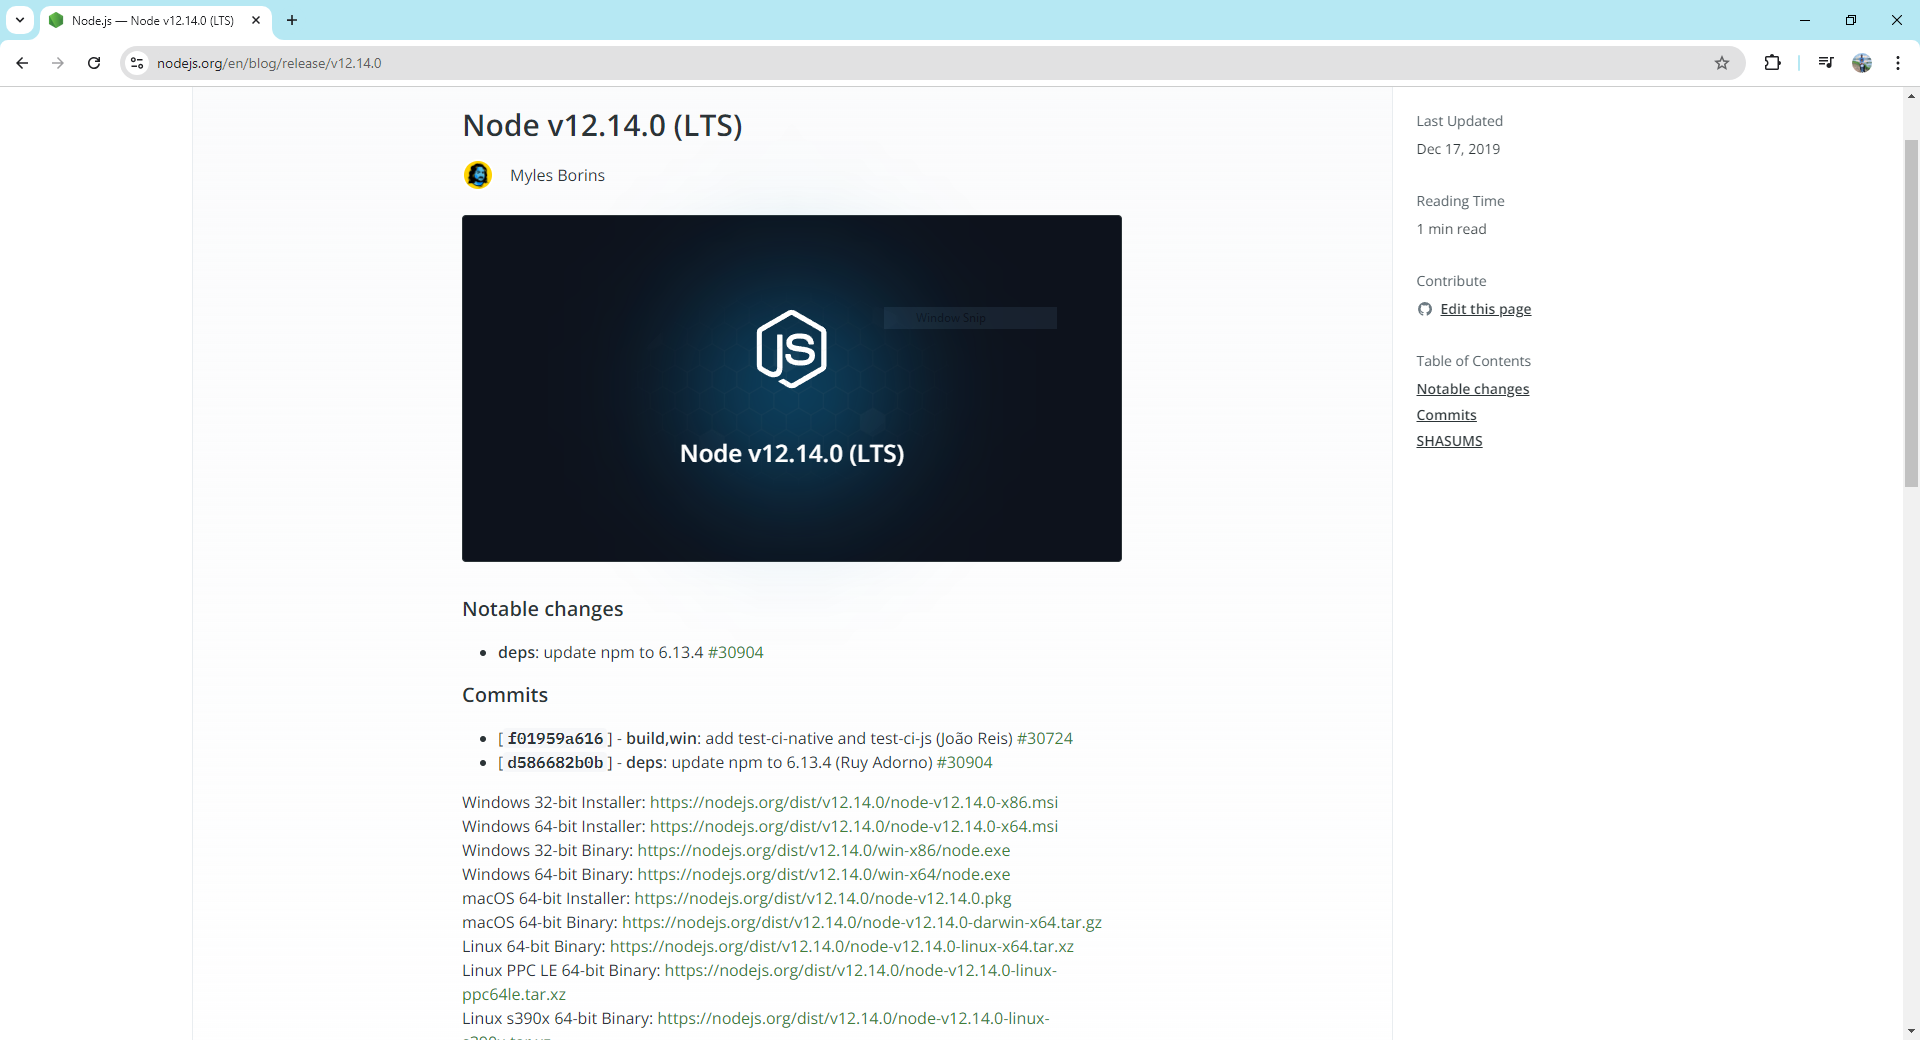 Node.js — Node v12.14.0 (LTS)
nodejs.org/en/blog/release/v12.14.0
Node v12.14.0 (LTS)
Myles Borins
JS
Window Snip
Node v12.14.0 (LTS)
Notable changes
deps: update npm to 6.13.4 #30904
Commits
[ f01959a616 ] - build,win: add test-ci-native and test-ci-js (João Reis) #30724
[ d586682b0b ] - deps: update npm to 6.13.4 (Ruy Adorno) #30904
Windows 32-bit Installer: https://nodejs.org/dist/v12.14.0/node-v12.14.0-x86.msi
Windows 64-bit Installer: https://nodejs.org/dist/v12.14.0/node-v12.14.0-x64.msi
Windows 32-bit Binary: https://nodejs.org/dist/v12.14.0/win-x86/node.exe
Windows 64-bit Binary: https://nodejs.org/dist/v12.14.0/win-x64/node.exe
macOS 64-bit Installer: https://nodejs.org/dist/v12.14.0/node-v12.14.0.pkg
macOS 64-bit Binary: https://nodejs.org/dist/v12.14.0/node-v12.14.0-darwin-x64.tar.gz
Linux 64-bit Binary: https://nodejs.org/dist/v12.14.0/node-v12.14.0-linux-x64.tar.xz
Linux PPC LE 64-bit Binary: https://nodejs.org/dist/v12.14.0/node-v12.14.0-linux-
ppc64le.tar.xz
Linux s390x 64-bit Binary: https://nodejs.org/dist/v12.14.0/node-v12.14.0-linux-
Last Updated
Dec 17, 2019
Reading Time
1 min read
Contribute
Edit this page
Table of Contents
Notable changes
Commits
SHASUMS